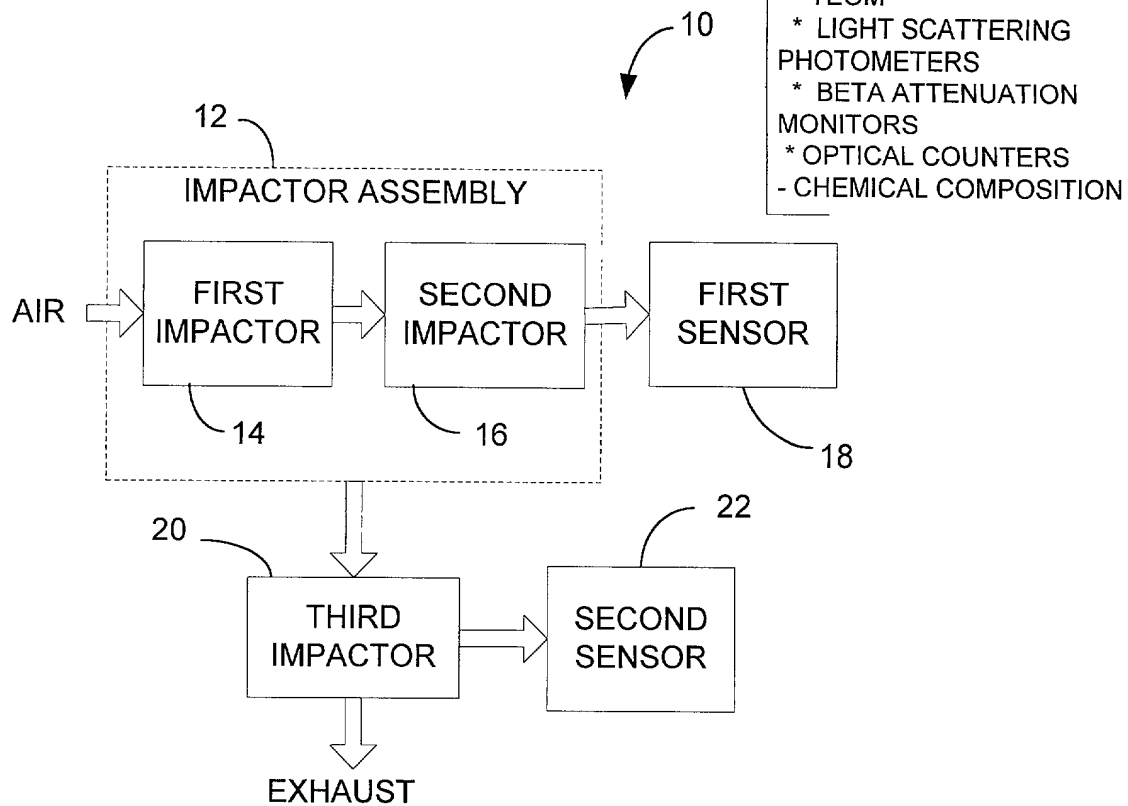 10
* LIGHT SCATTERING
PHOTOMETERS
* BETA ATTENUATION
MONITORS
* OPTICAL COUNTERS
- CHEMICAL COMPOSITION
12
IMPACTOR ASSEMBLY
AIR
FIRST
IMPACTOR
SECOND
IMPACTOR
FIRST
SENSOR
14
16
18
20
22
THIRD
IMPACTOR
SECOND
SENSOR
EXHAUST